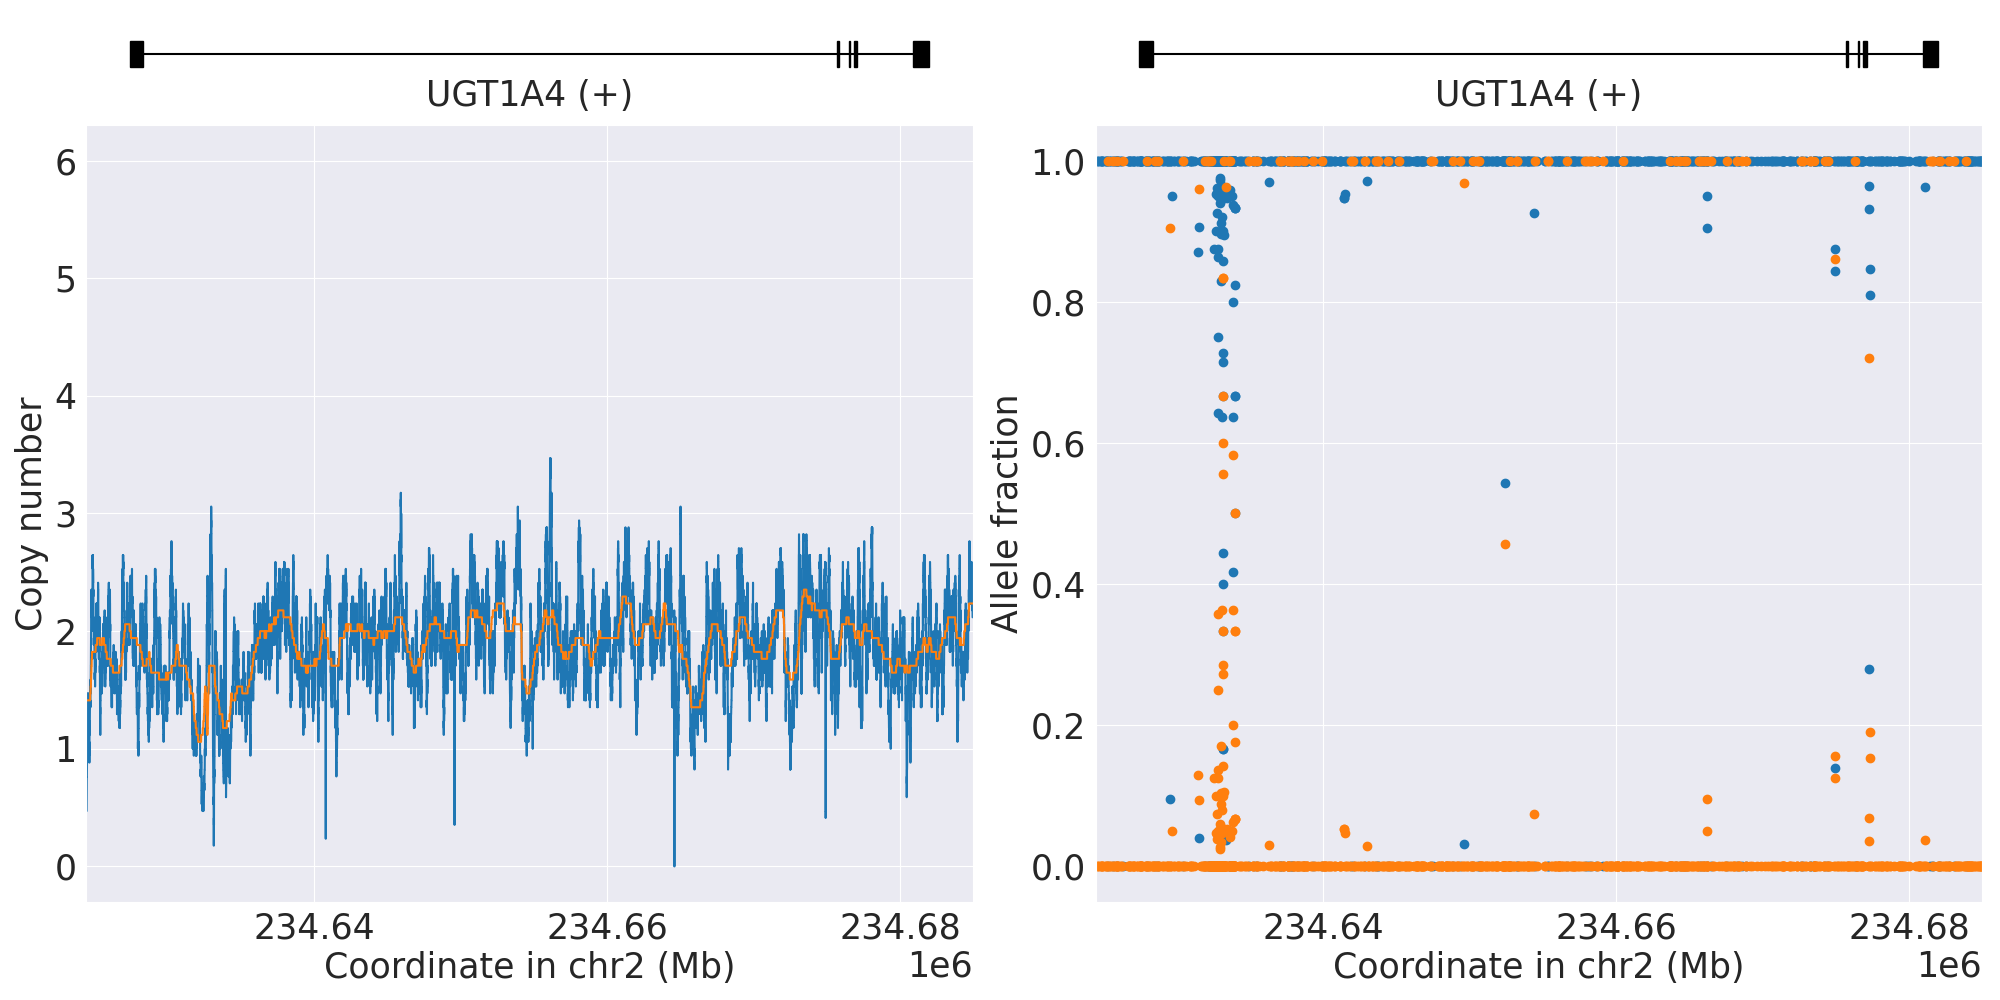 UGT1A4 (+)
6
5
4
3
2
1
0
Copy number
234.64
234.66
234.68
Coordinate in chr2 (Mb)
1e6
UGT1A4 (+)
1.0
0.8
0.6
0.4
0.2
0.0
Allele fraction
234.64
234.66
234.68
Coordinate in chr2 (Mb)
1e6